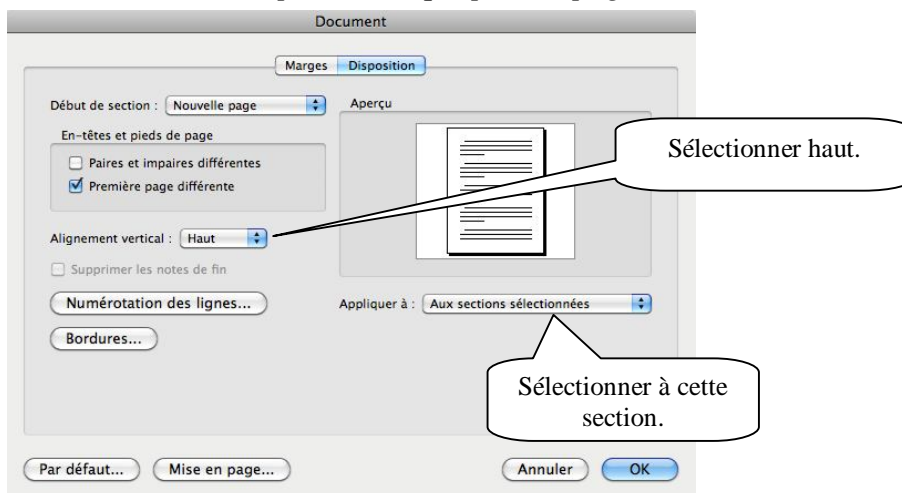 Document
Marges Disposition
Début de section : Nouvelle page
Aperçu
En-têtes et pieds de page
Paires et impaires différentes
Première page différente
Sélectionner haut.
Alignement vertical : Haut
Supprimer les notes de fin
Numérotation des lignes...
Appliquer à : Aux sections sélectionnées
Bordures...
Sélectionner à cette
section.
Par défaut... Mise en page... Annuler OK